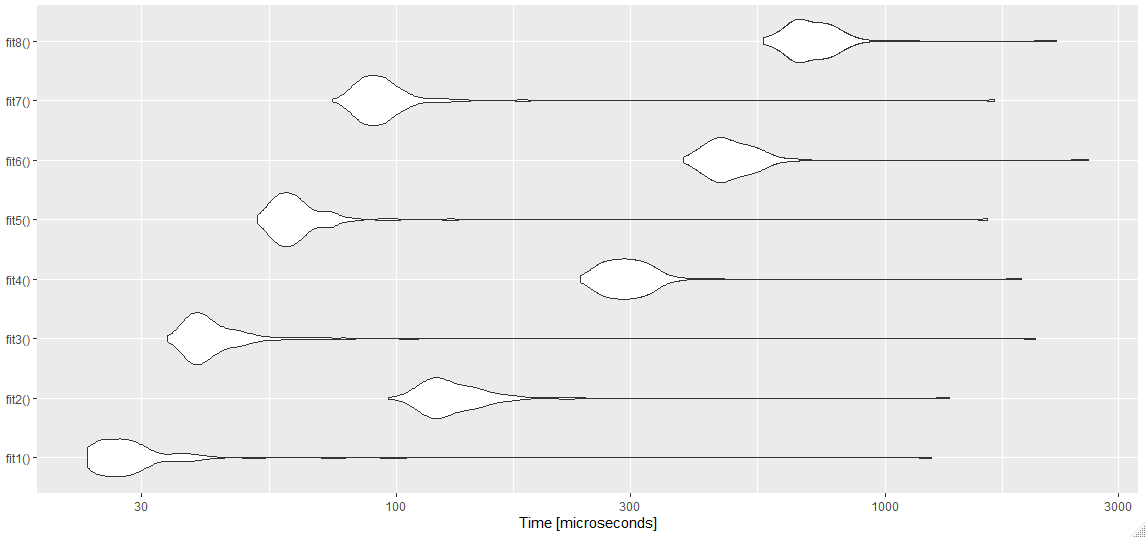 fit8()
fit7()
fit6()
fit5()
fit4()
fit3()
fit2()
fit1()
30 100 300 1000 3000
Time [microseconds]